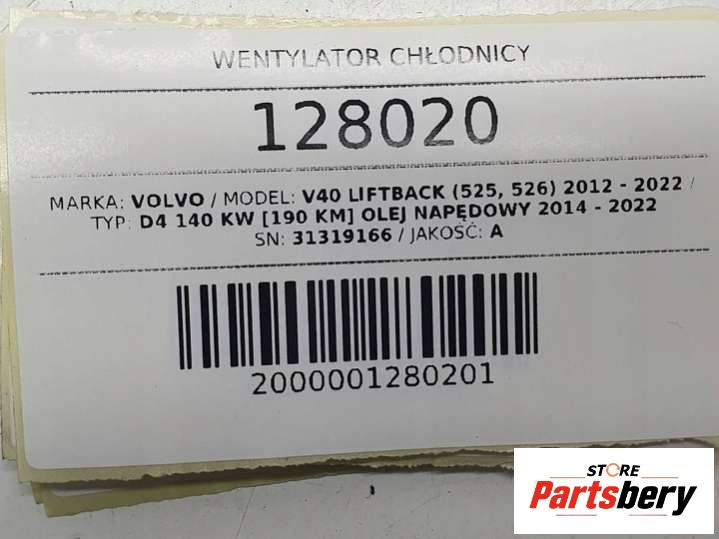 WENTYLATOR CHŁODNICY
128020
MARKA: VOLVO / MODEL: V40 LIFTBACK (525, 526) 2012 - 2022 /
TYP: D4 140 KW [190 KM] OLEJ NAPĘDOWY 2014 - 2022
SN: 31319166 / JAKOŚĆ: A
2000001280201
STORE
Partsbery